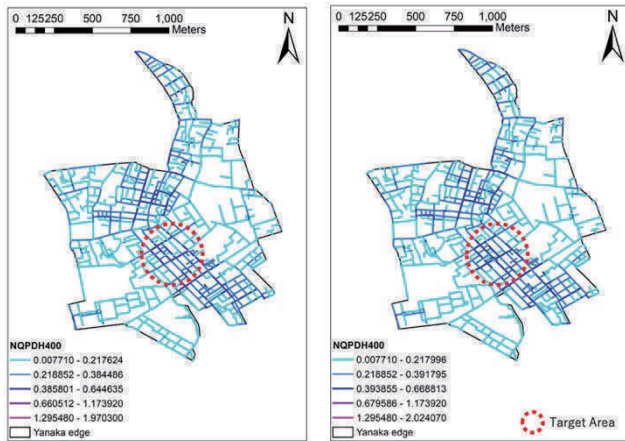 0 125250 500 750 1,000
Meters
N
NQPDH400
0.007710 - 0.217624
0.218852 - 0.384486
0.385801 - 0.644635
0.660512 - 1.173920
1.295480 - 1.970300
Yanaka edge
0 125250 500 750 1,000
Meters
N
NQPDH400
0.007710 - 0.217996
0.218852 - 0.391795
0.393855 - 0.668813
0.679586 - 1.173920
1.295480 - 2.024070
Yanaka edge
Target Area